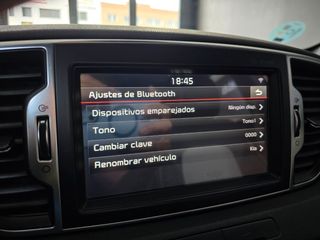 18:45
Ajustes de Bluetooth
Dispositivos emparejados Ningún disp.
Tono Tono1
Cambiar clave 0000
Renombrar vehículo Kia